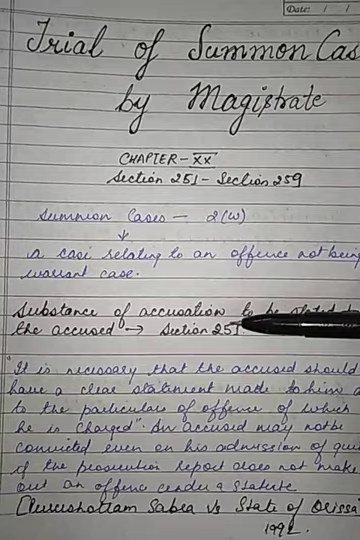 Date: / /
Trial of Summon Cas
by Magistrate
CHAPTER-XX
Section 251-Section 259
Summon Cases — 2(w)
↓
a case relating to an offence not being
warrant case.
Substance of accusation to be stated
the accused → Section 251
"It is necessary that the accused should
have a clear statement made to him a
to the particulars of offence of which
he is charged". An accused may not be
convicted even on his admission of gui
if the prosecution report does not make
out an offence under a statute
[Purushottam Sabra vs State of Orissa
1992.